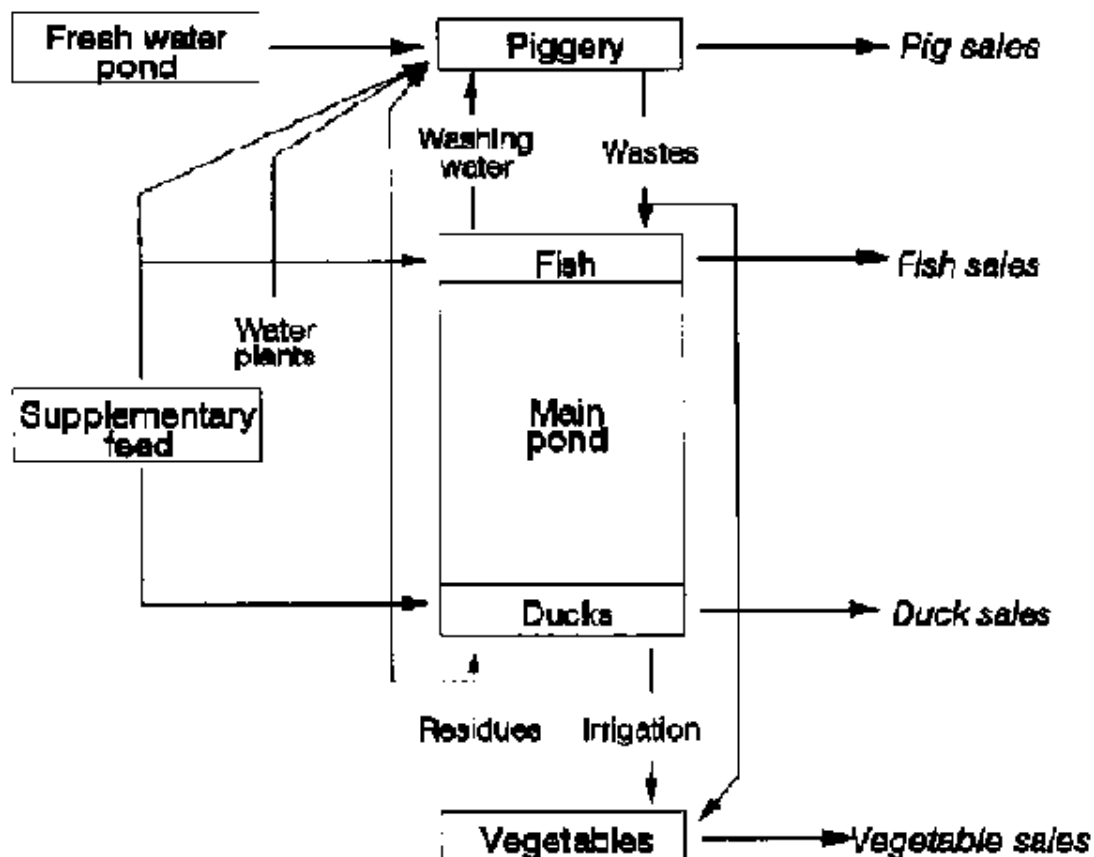 Fresh water
pond
Piggery
Pig sales
Washing
water
Wastes
Fish
Fish sales
Water
plants
Supplementary
feed
Main
pond
Ducks
Duck sales
Residues
Irrigation
Vegetables
Vegetable sales